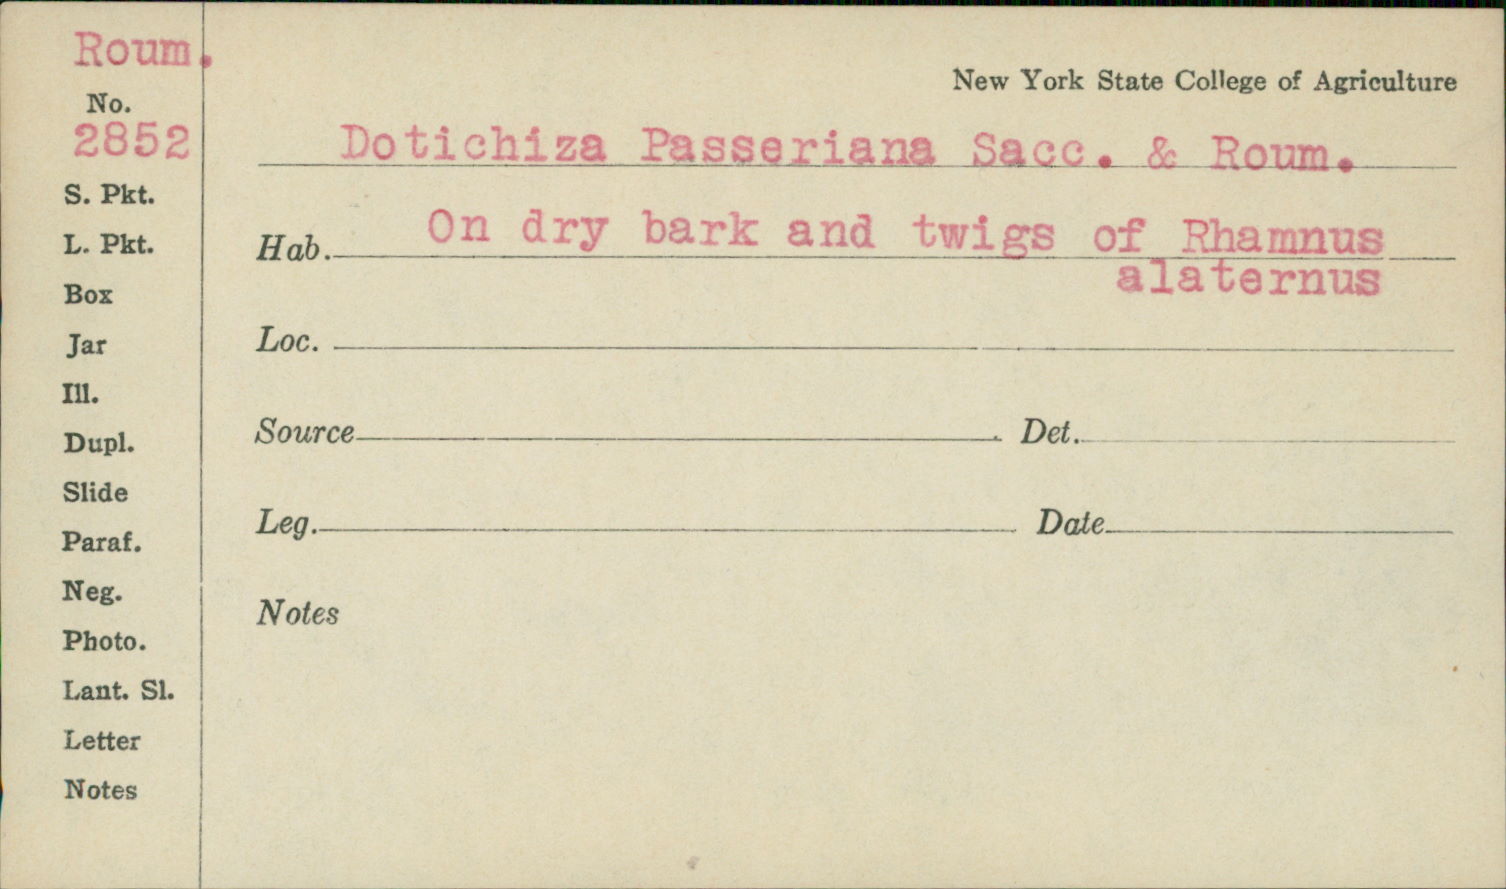 Roum.
New York State College of Agriculture
No.
2852
Dotichiza Passeriana Sacc. & Roum.
S. Pkt.
L. Pkt.
Hab. On dry bark and twigs of Rhamnus
alaternus
Box
Jar
Loc.
Ill.
Dupl.
Source Det.
Slide
Paraf.
Leg. Date
Neg.
Notes
Photo.
Lant. Sl.
Letter
Notes